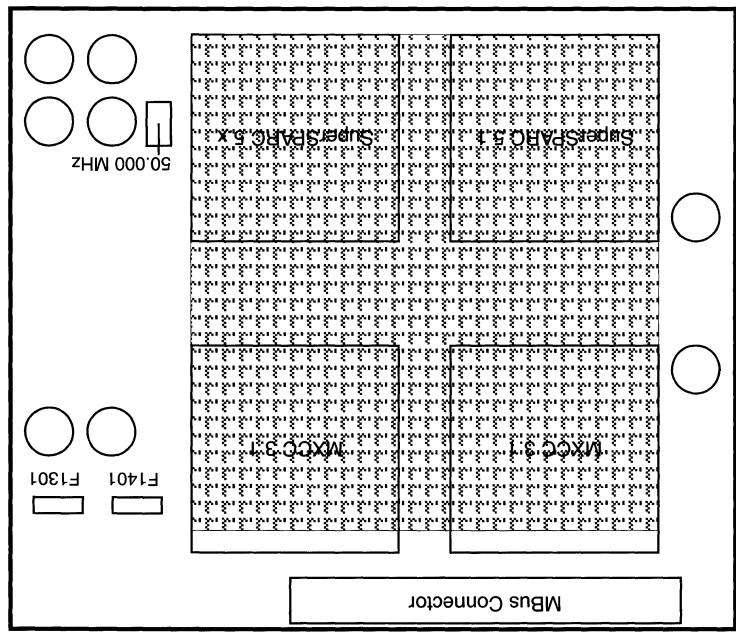 MBus Connector
F1401
F1301
MXCC 3.1
MXCC 3.1
50.000 MHz
SuperSPARC 5.1
SuperSPARC 5.x